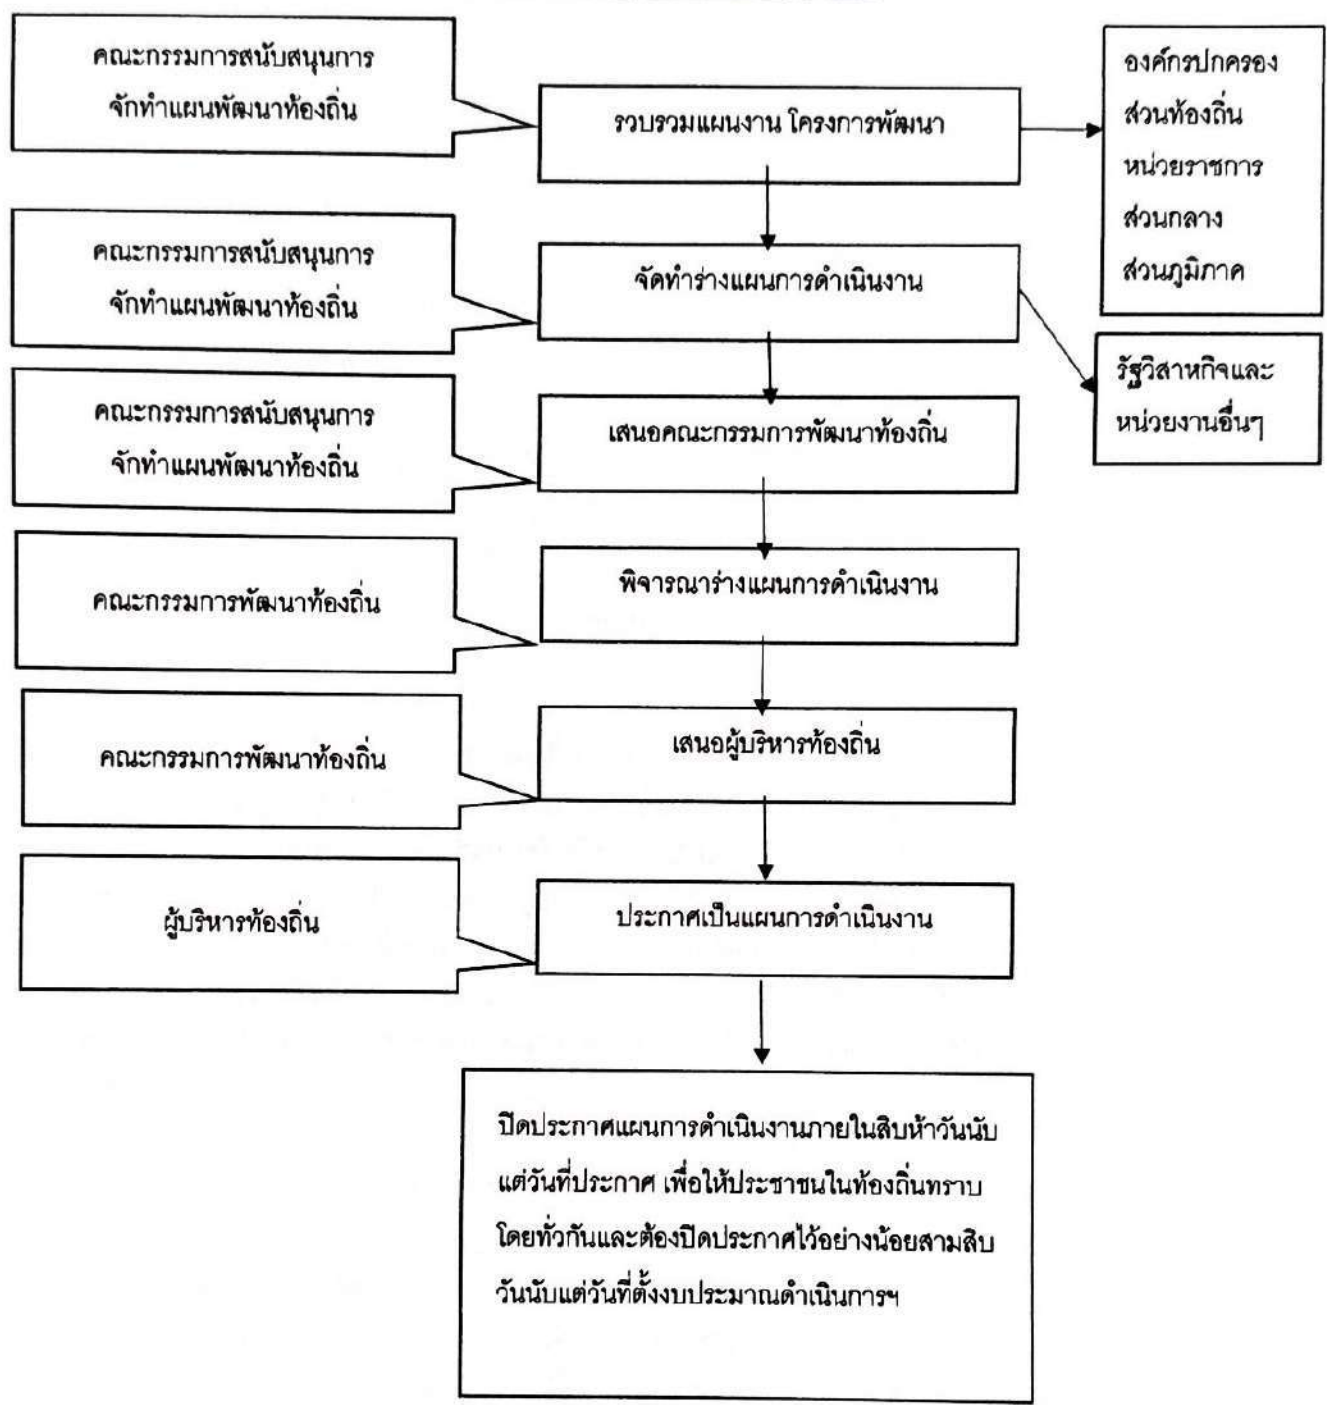 คณะกรรมการสนับสนุนการ
จักทำแผนพัฒนาท้องถิ่น
รวบรวมแผนงาน โครงการพัฒนา
องค์กรปกครอง
ส่วนท้องถิ่น
หน่วยราชการ
ส่วนกลาง
ส่วนภูมิภาค
คณะกรรมการสนับสนุนการ
จักทำแผนพัฒนาท้องถิ่น
จัดทำร่างแผนการดำเนินงาน
รัฐวิสาหกิจและ
หน่วยงานอื่นๆ
คณะกรรมการสนับสนุนการ
จักทำแผนพัฒนาท้องถิ่น
เสนอคณะกรรมการพัฒนาท้องถิ่น
คณะกรรมการพัฒนาท้องถิ่น
พิจารณาร่างแผนการดำเนินงาน
คณะกรรมการพัฒนาท้องถิ่น
เสนอผู้บริหารท้องถิ่น
ผู้บริหารท้องถิ่น
ประกาศเป็นแผนการดำเนินงาน
ปิดประกาศแผนการดำเนินงานภายในสิบห้าวันนับ
แต่วันที่ประกาศ เพื่อให้ประชาชนในท้องถิ่นทราบ
โดยทั่วกันและต้องปิดประกาศไว้อย่างน้อยสามสิบ
วันนับแต่วันที่ตั้งงบประมาณดำเนินการฯ